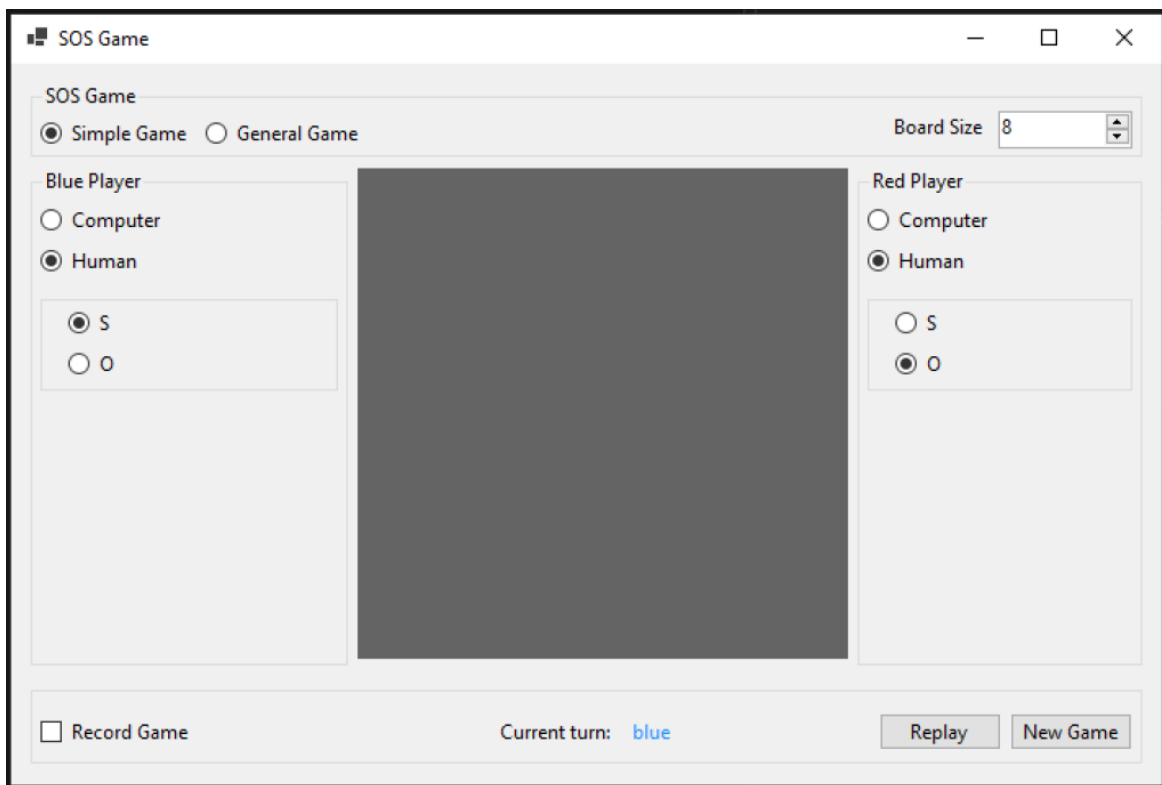 SOS Game
SOS Game
Simple Game General Game Board Size 8
Blue Player
Computer
Human
S
O
Red Player
Computer
Human
S
O
Record Game Current turn: blue Replay New Game